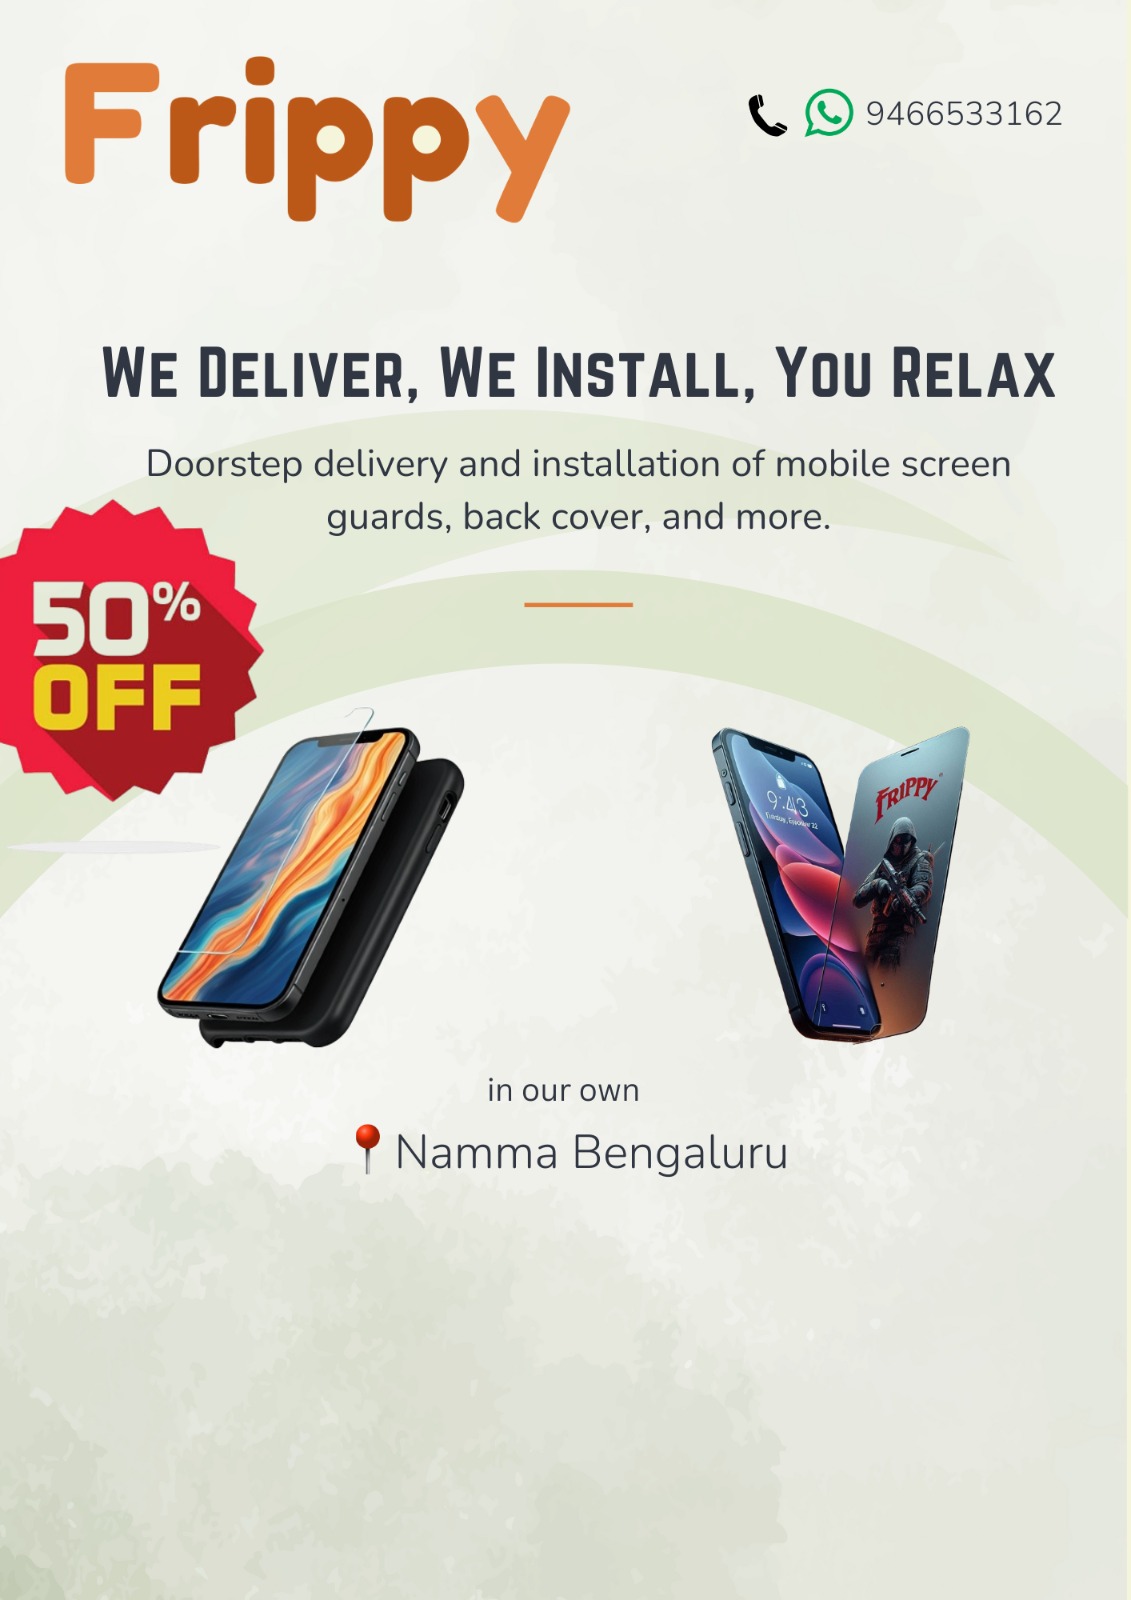 Frippy
9466533162
We Deliver, We Install, You Relax
Doorstep delivery and installation of mobile screen
guards, back cover, and more.
50%
OFF
9:43
FRIPPY
in our own
Namma Bengaluru